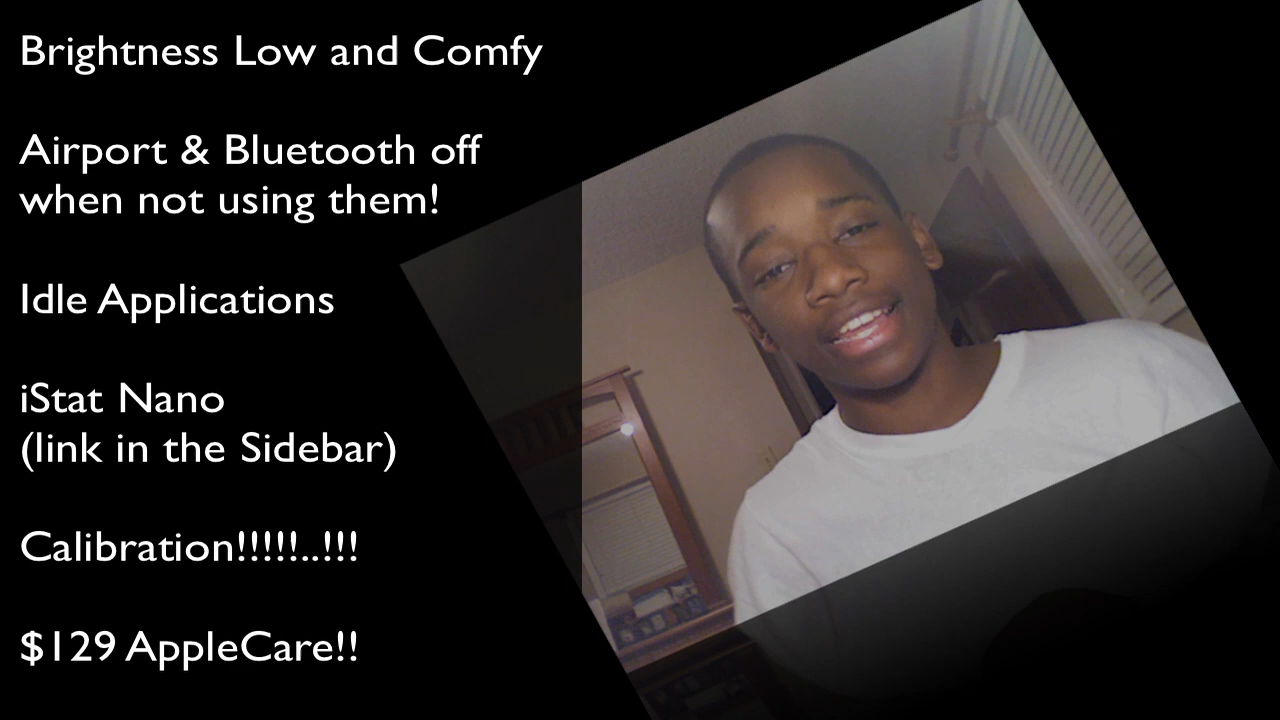 Brightness Low and Comfy
Airport & Bluetooth off
when not using them!
Idle Applications
iStat Nano
(link in the Sidebar)
Calibration!!!!!..!!!
$129 AppleCare!!